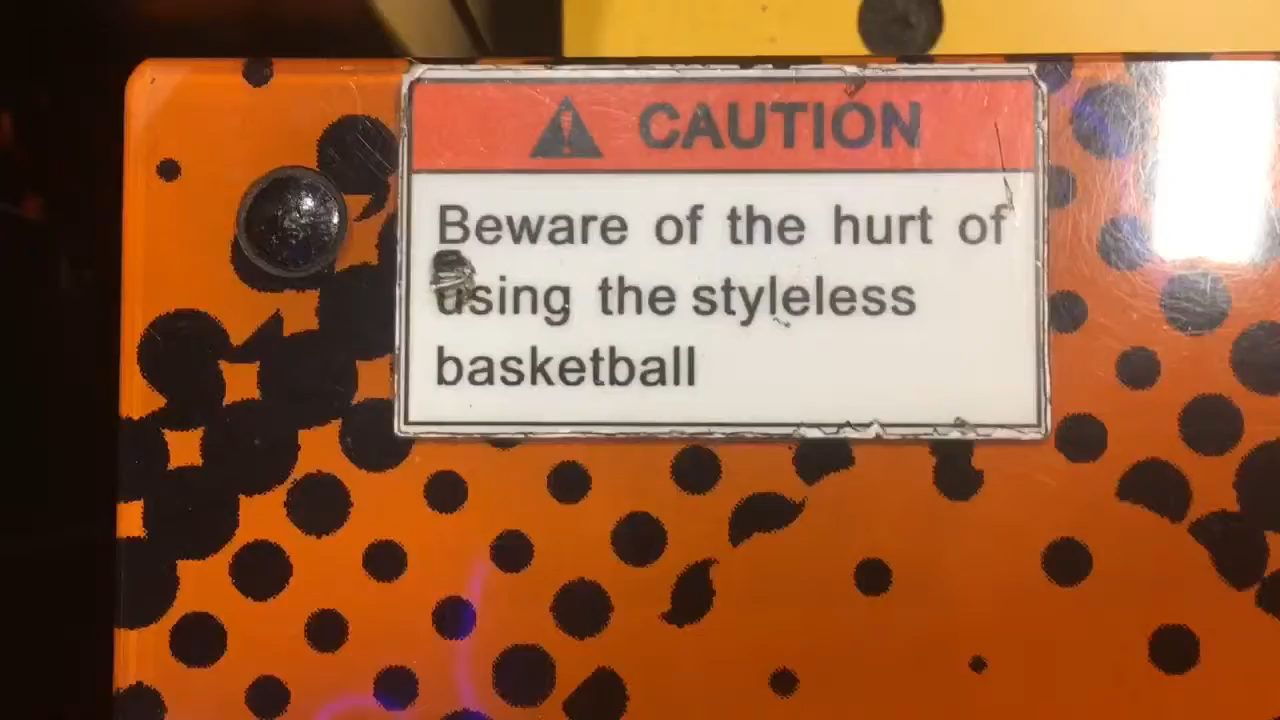 CAUTION
Beware of the hurt of
using the styleless
basketball